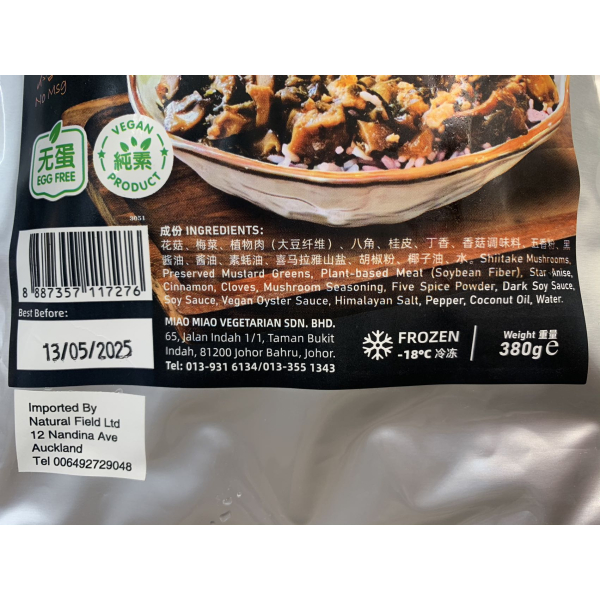 No Msg
无蛋
EGG FREE
VEGAN
純素
PRODUCT
3051
8 887357 117276
Best Before:
13/05/2025
成份 INGREDIENTS:
花菇、梅菜、植物肉（大豆纤维）、八角、桂皮、丁香、香菇调味料、五香粉、黑
酱油、酱油、素蚝油、喜马拉雅山盐、胡椒粉、椰子油、水。Shiitake Mushrooms,
Preserved Mustard Greens, Plant-based Meat (Soybean Fiber), Star Anise,
Cinnamon, Cloves, Mushroom Seasoning, Five Spice Powder, Dark Soy Sauce,
Soy Sauce, Vegan Oyster Sauce, Himalayan Salt, Pepper, Coconut Oil, Water.
MIAO MIAO VEGETARIAN SDN. BHD.
65, Jalan Indah 1/1, Taman Bukit
Indah, 81200 Johor Bahru, Johor.
Tel: 013-931 6134/013-355 1343
FROZEN
-18°C 冷冻
Weight 重量
380g e
Imported By
Natural Field Ltd
12 Nandina Ave
Auckland
Tel 006492729048